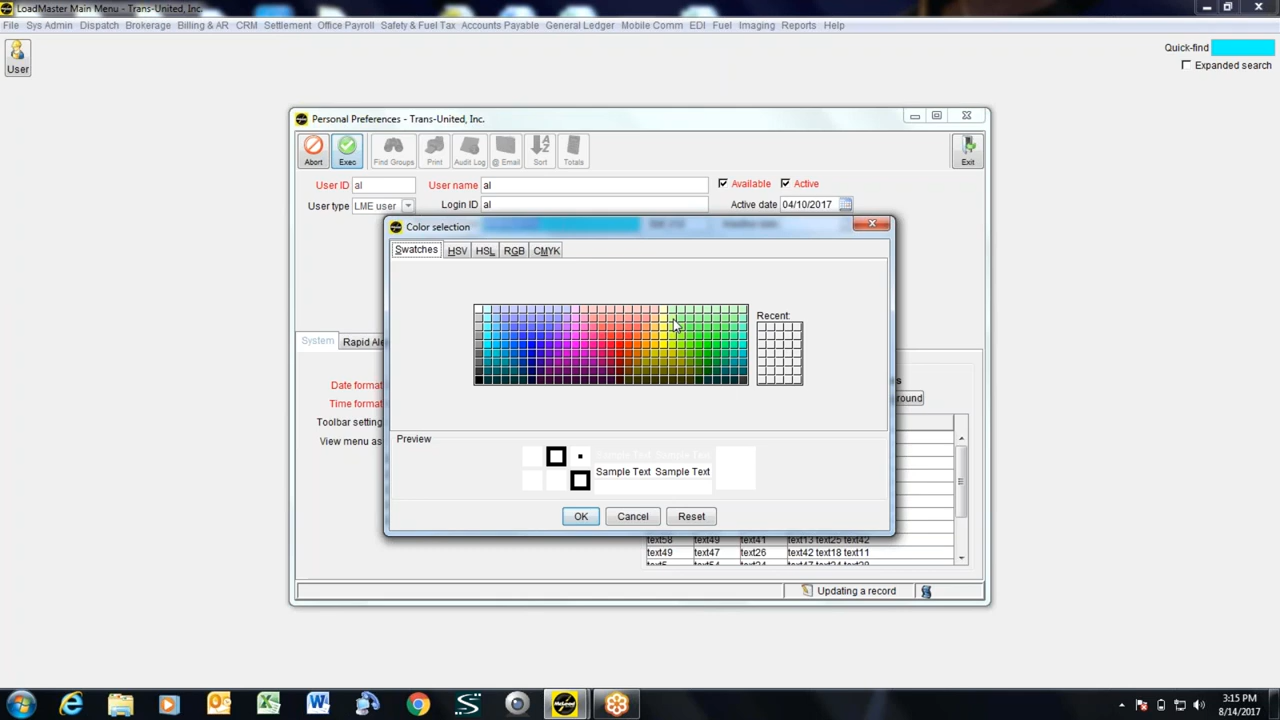 LoadMaster Main Menu - Trans-United, Inc.
File Sys Admin Dispatch Brokerage Billing & AR CRM Settlement Office Payroll Safety & Fuel Tax Accounts Payable General Ledger Mobile Comm EDI Fuel Imaging Reports Help
User
Quick-find
Expanded search
Personal Preferences - Trans-United, Inc.
Abort Exec Find Groups Print Audit Log @ Email Sort Totals Exit
User ID al User name al Available Active
User type LME user Login ID al Active date 04/10/2017
Color selection
Swatches HSV HSL RGB CMYK
Recent:
System Rapid Ale
Date format
Time format
Toolbar setting
View menu as
s
round
Preview
Sample Text Sample Text
Sample Text Sample Text
OK Cancel Reset
text58 text49 text41 text13 text25 text42
text49 text47 text26 text42 text18 text11
Updating a record
McLeod
3:15 PM
8/14/2017